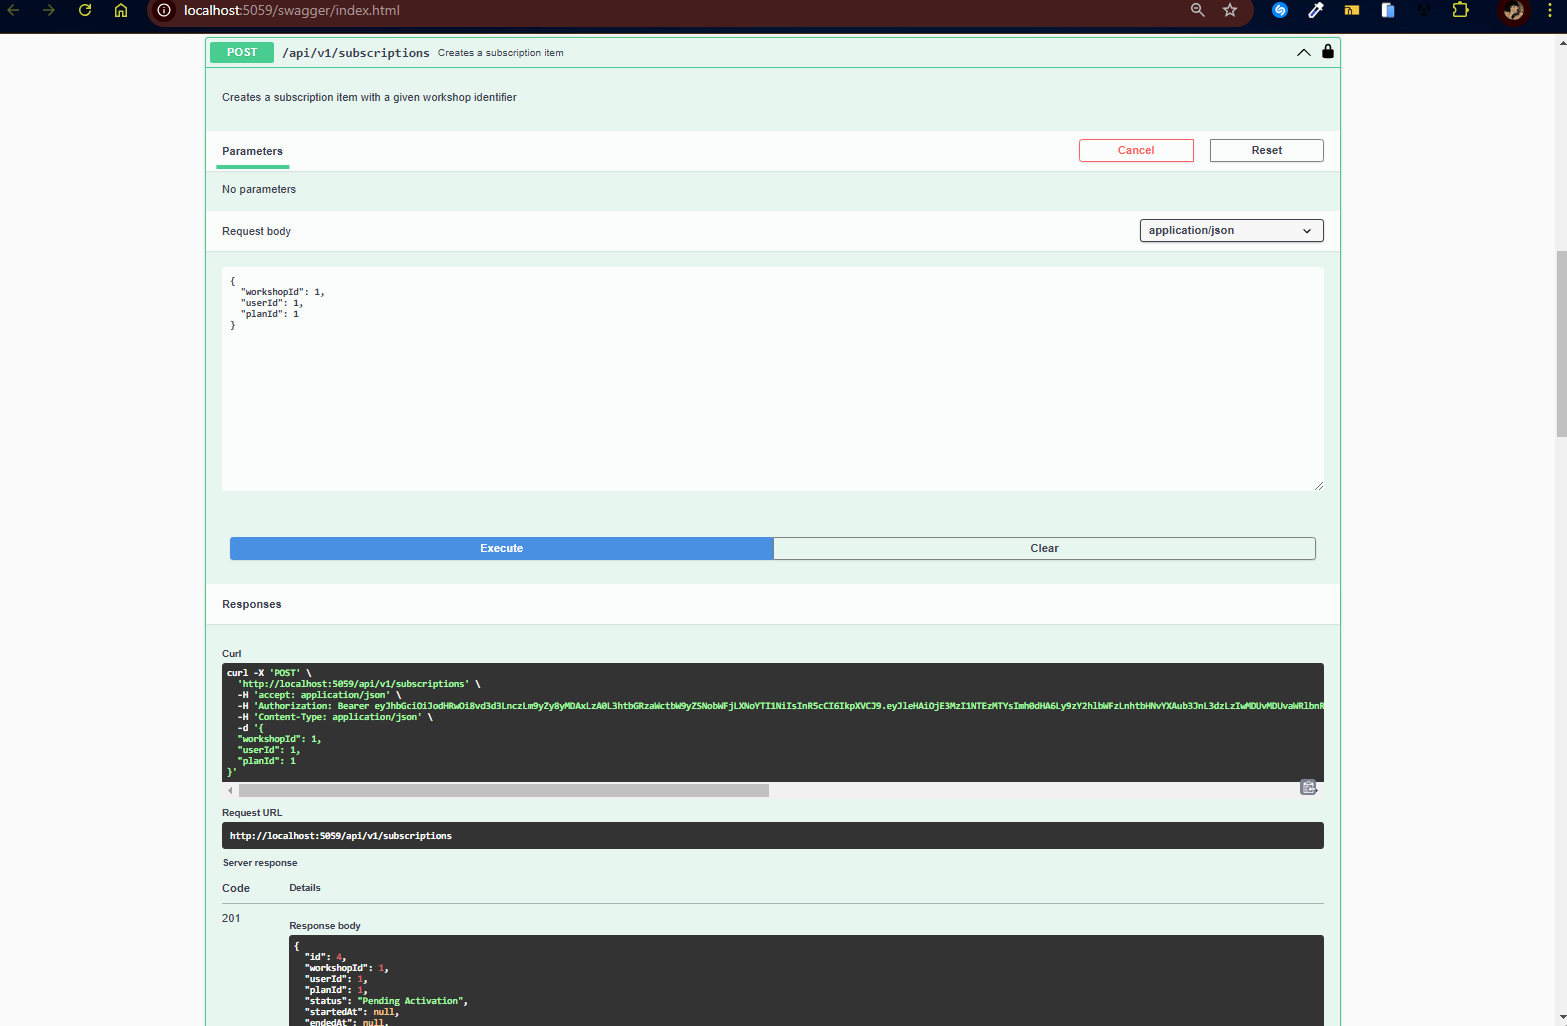 localhost:5059/swagger/index.html
POST /api/v1/subscriptions Creates a subscription item
Creates a subscription item with a given workshop identifier
Parameters
Cancel
Reset
No parameters
Request body
application/json
{
"workshopId": 1,
"userId": 1,
"planId": 1
}
Execute
Clear
Responses
Curl
curl -X 'POST' \
'http://localhost:5059/api/v1/subscriptions' \
-H 'accept: application/json' \
-H 'Authorization: Bearer
-H 'Content-Type: application/json' \
-d '{
"workshopId": 1,
"userId": 1,
"planId": 1
}'
Request URL
http://localhost:5059/api/v1/subscriptions
Server response
Code Details
201
Response body
{
"id": 4,
"workshopId": 1,
"userId": 1,
"planId": 1,
"status": "Pending Activation",
"startedAt": null,
"endedAt": null,